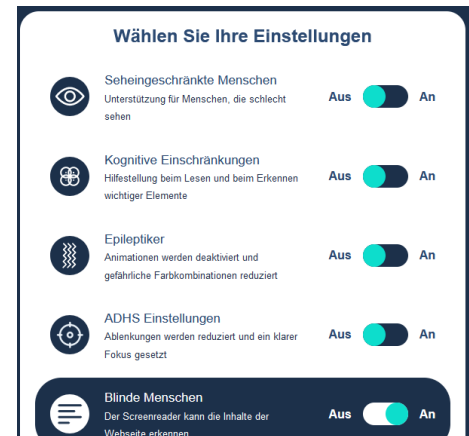 Wählen Sie Ihre Einstellungen
Seheingeschränkte Menschen
Unterstützung für Menschen, die schlecht
sehen
Aus An
Kognitive Einschränkungen
Hilfestellung beim Lesen und beim Erkennen
wichtiger Elemente
Aus An
Epileptiker
Animationen werden deaktiviert und
gefährliche Farbkombinationen reduziert
Aus An
ADHS Einstellungen
Ablenkungen werden reduziert und ein klarer
Fokus gesetzt
Aus An
Blinde Menschen
Der Screenreader kann die Inhalte der
Webseite erkennen
Aus An